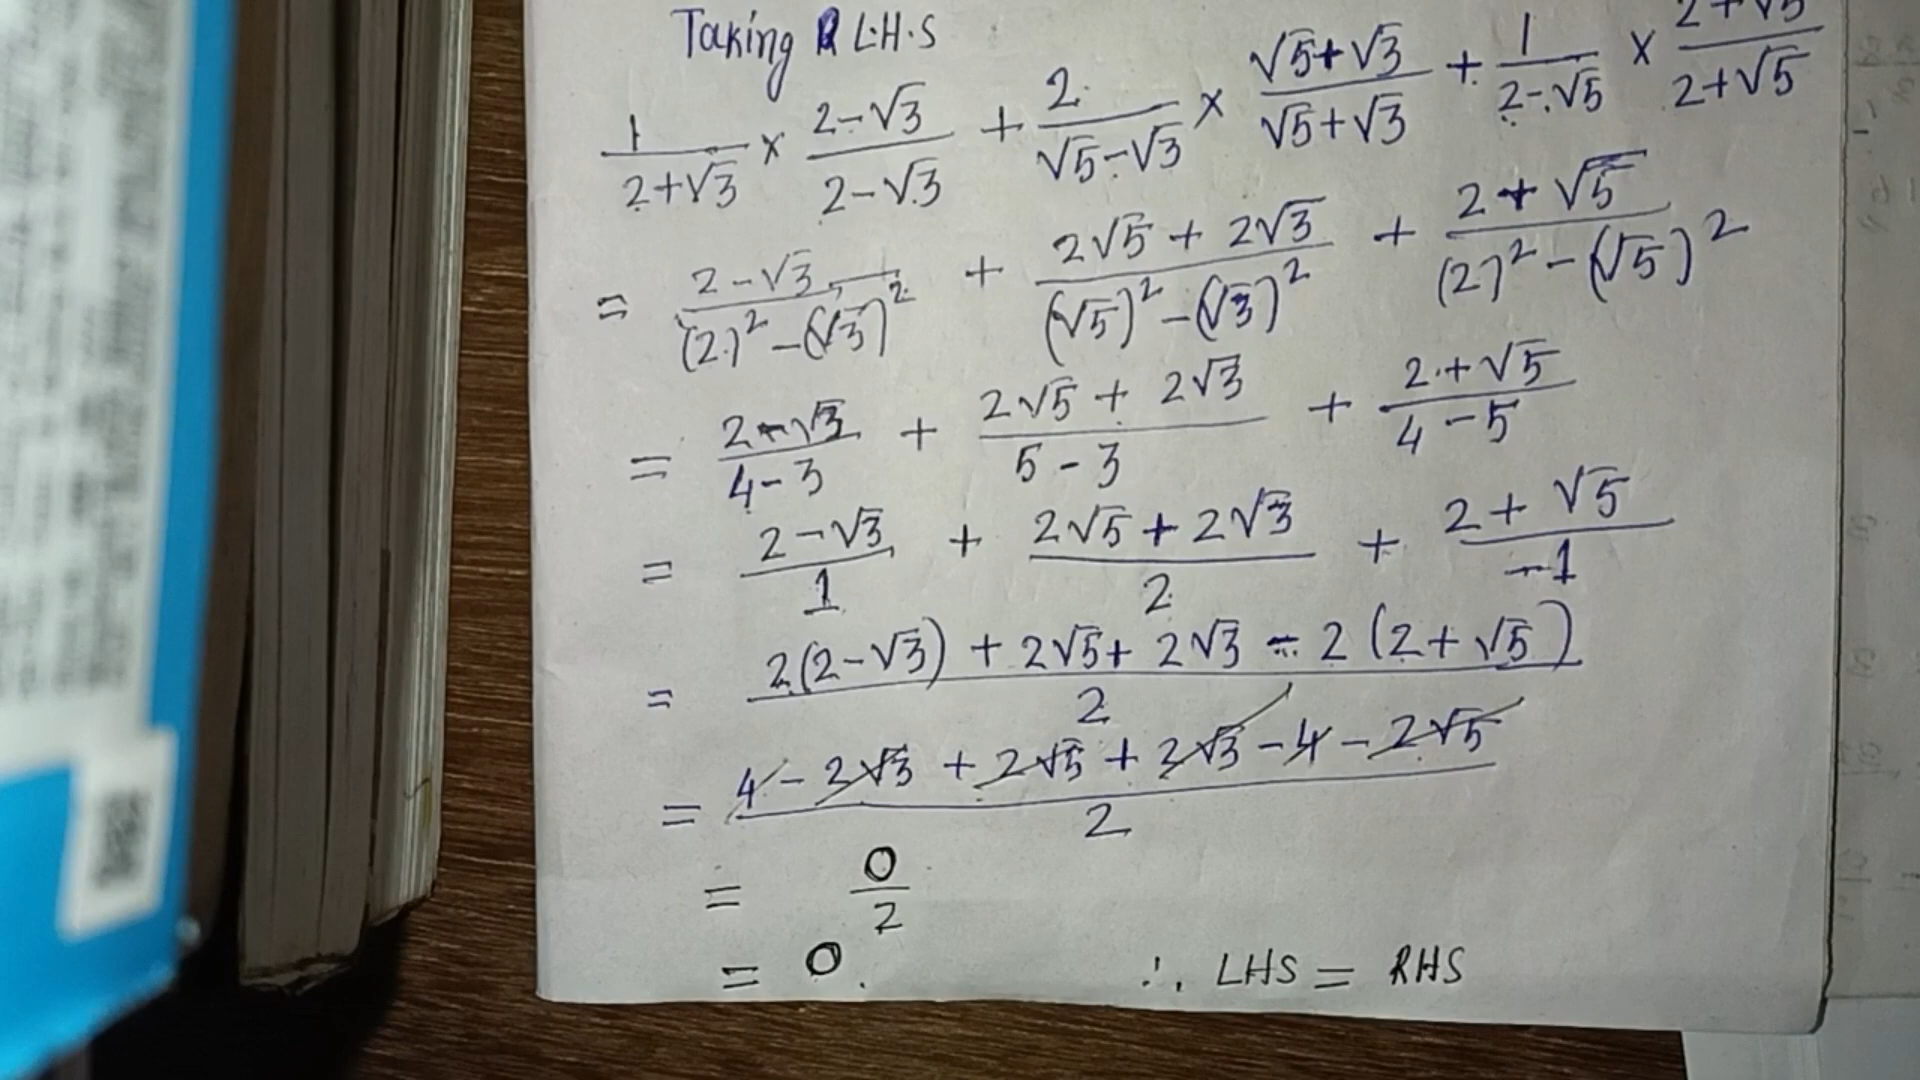 Taking L.H.S
1/(2+√3) × (2-√3)/(2-√3) + 2/(√5-√3) × (√5+√3)/(√5+√3) + 1/(2-√5) × (2+√5)/(2+√5)
= (2-√3)/((2)²-(√3)²) + (2√5+2√3)/((√5)²-(√3)²) + (2+√5)/((2)²-(√5)²)
= (2-√3)/(4-3) + (2√5+2√3)/(5-3) + (2+√5)/(4-5)
= (2-√3)/1 + (2√5+2√3)/2 + (2+√5)/-1
= (2(2-√3)+2√5+2√3-2(2+√5))/2
= (4-2√3+2√5+2√3-4-2√5)/2
= 0/2
= 0. ∴ LHS = RHS